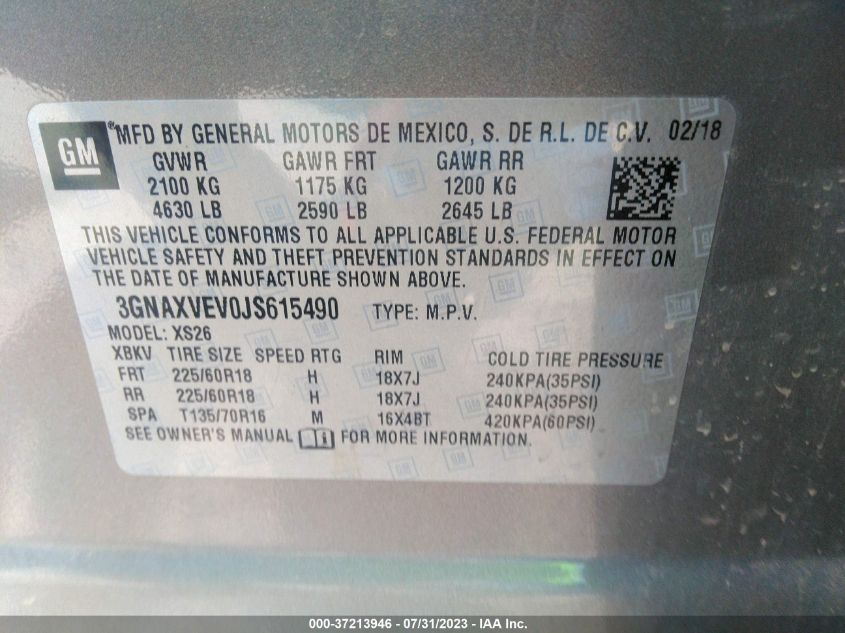 GM
®MFD BY GENERAL MOTORS DE MEXICO, S. DE R.L. DE C.V. 02/18
GVWR GAWR FRT GAWR RR
2100 KG 1175 KG 1200 KG
4630 LB 2590 LB 2645 LB
THIS VEHICLE CONFORMS TO ALL APPLICABLE U.S. FEDERAL MOTOR
VEHICLE SAFETY AND THEFT PREVENTION STANDARDS IN EFFECT ON
THE DATE OF MANUFACTURE SHOWN ABOVE.
3GNAXVEV0JS615490 TYPE: M.P.V.
MODEL: XS26
XBKV TIRE SIZE SPEED RTG RIM COLD TIRE PRESSURE
FRT 225/60R18 H 18X7J 240KPA(35PSI)
RR 225/60R18 H 18X7J 240KPA(35PSI)
SPA T135/70R16 M 16X4BT 420KPA(60PSI)
SEE OWNER'S MANUAL FOR MORE INFORMATION.
000-37213946 - 07/31/2023 - IAA Inc.